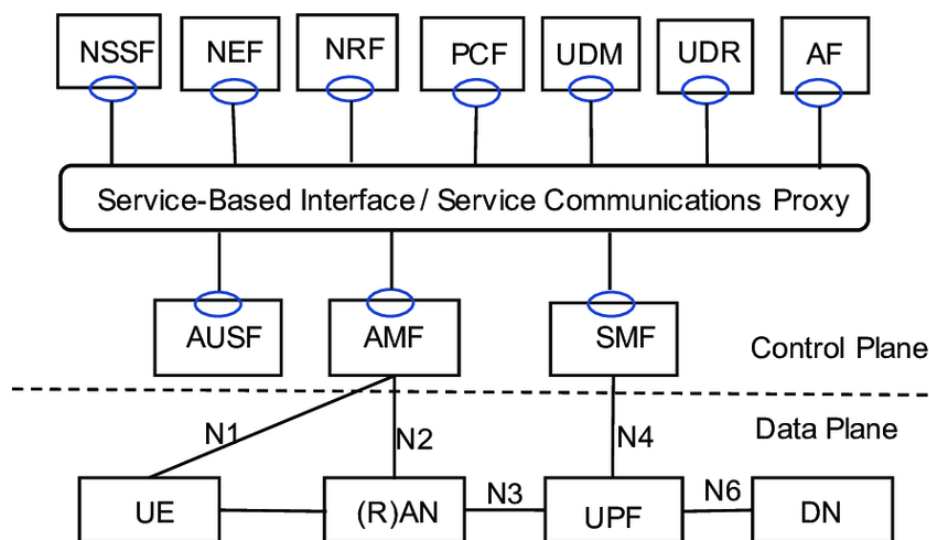 NSSF NEF NRF PCF UDM UDR AF
Service-Based Interface / Service Communications Proxy
AUSF AMF SMF
Control Plane
Data Plane
N1 N2 N4
N3 N6
UE (R)AN UPF DN